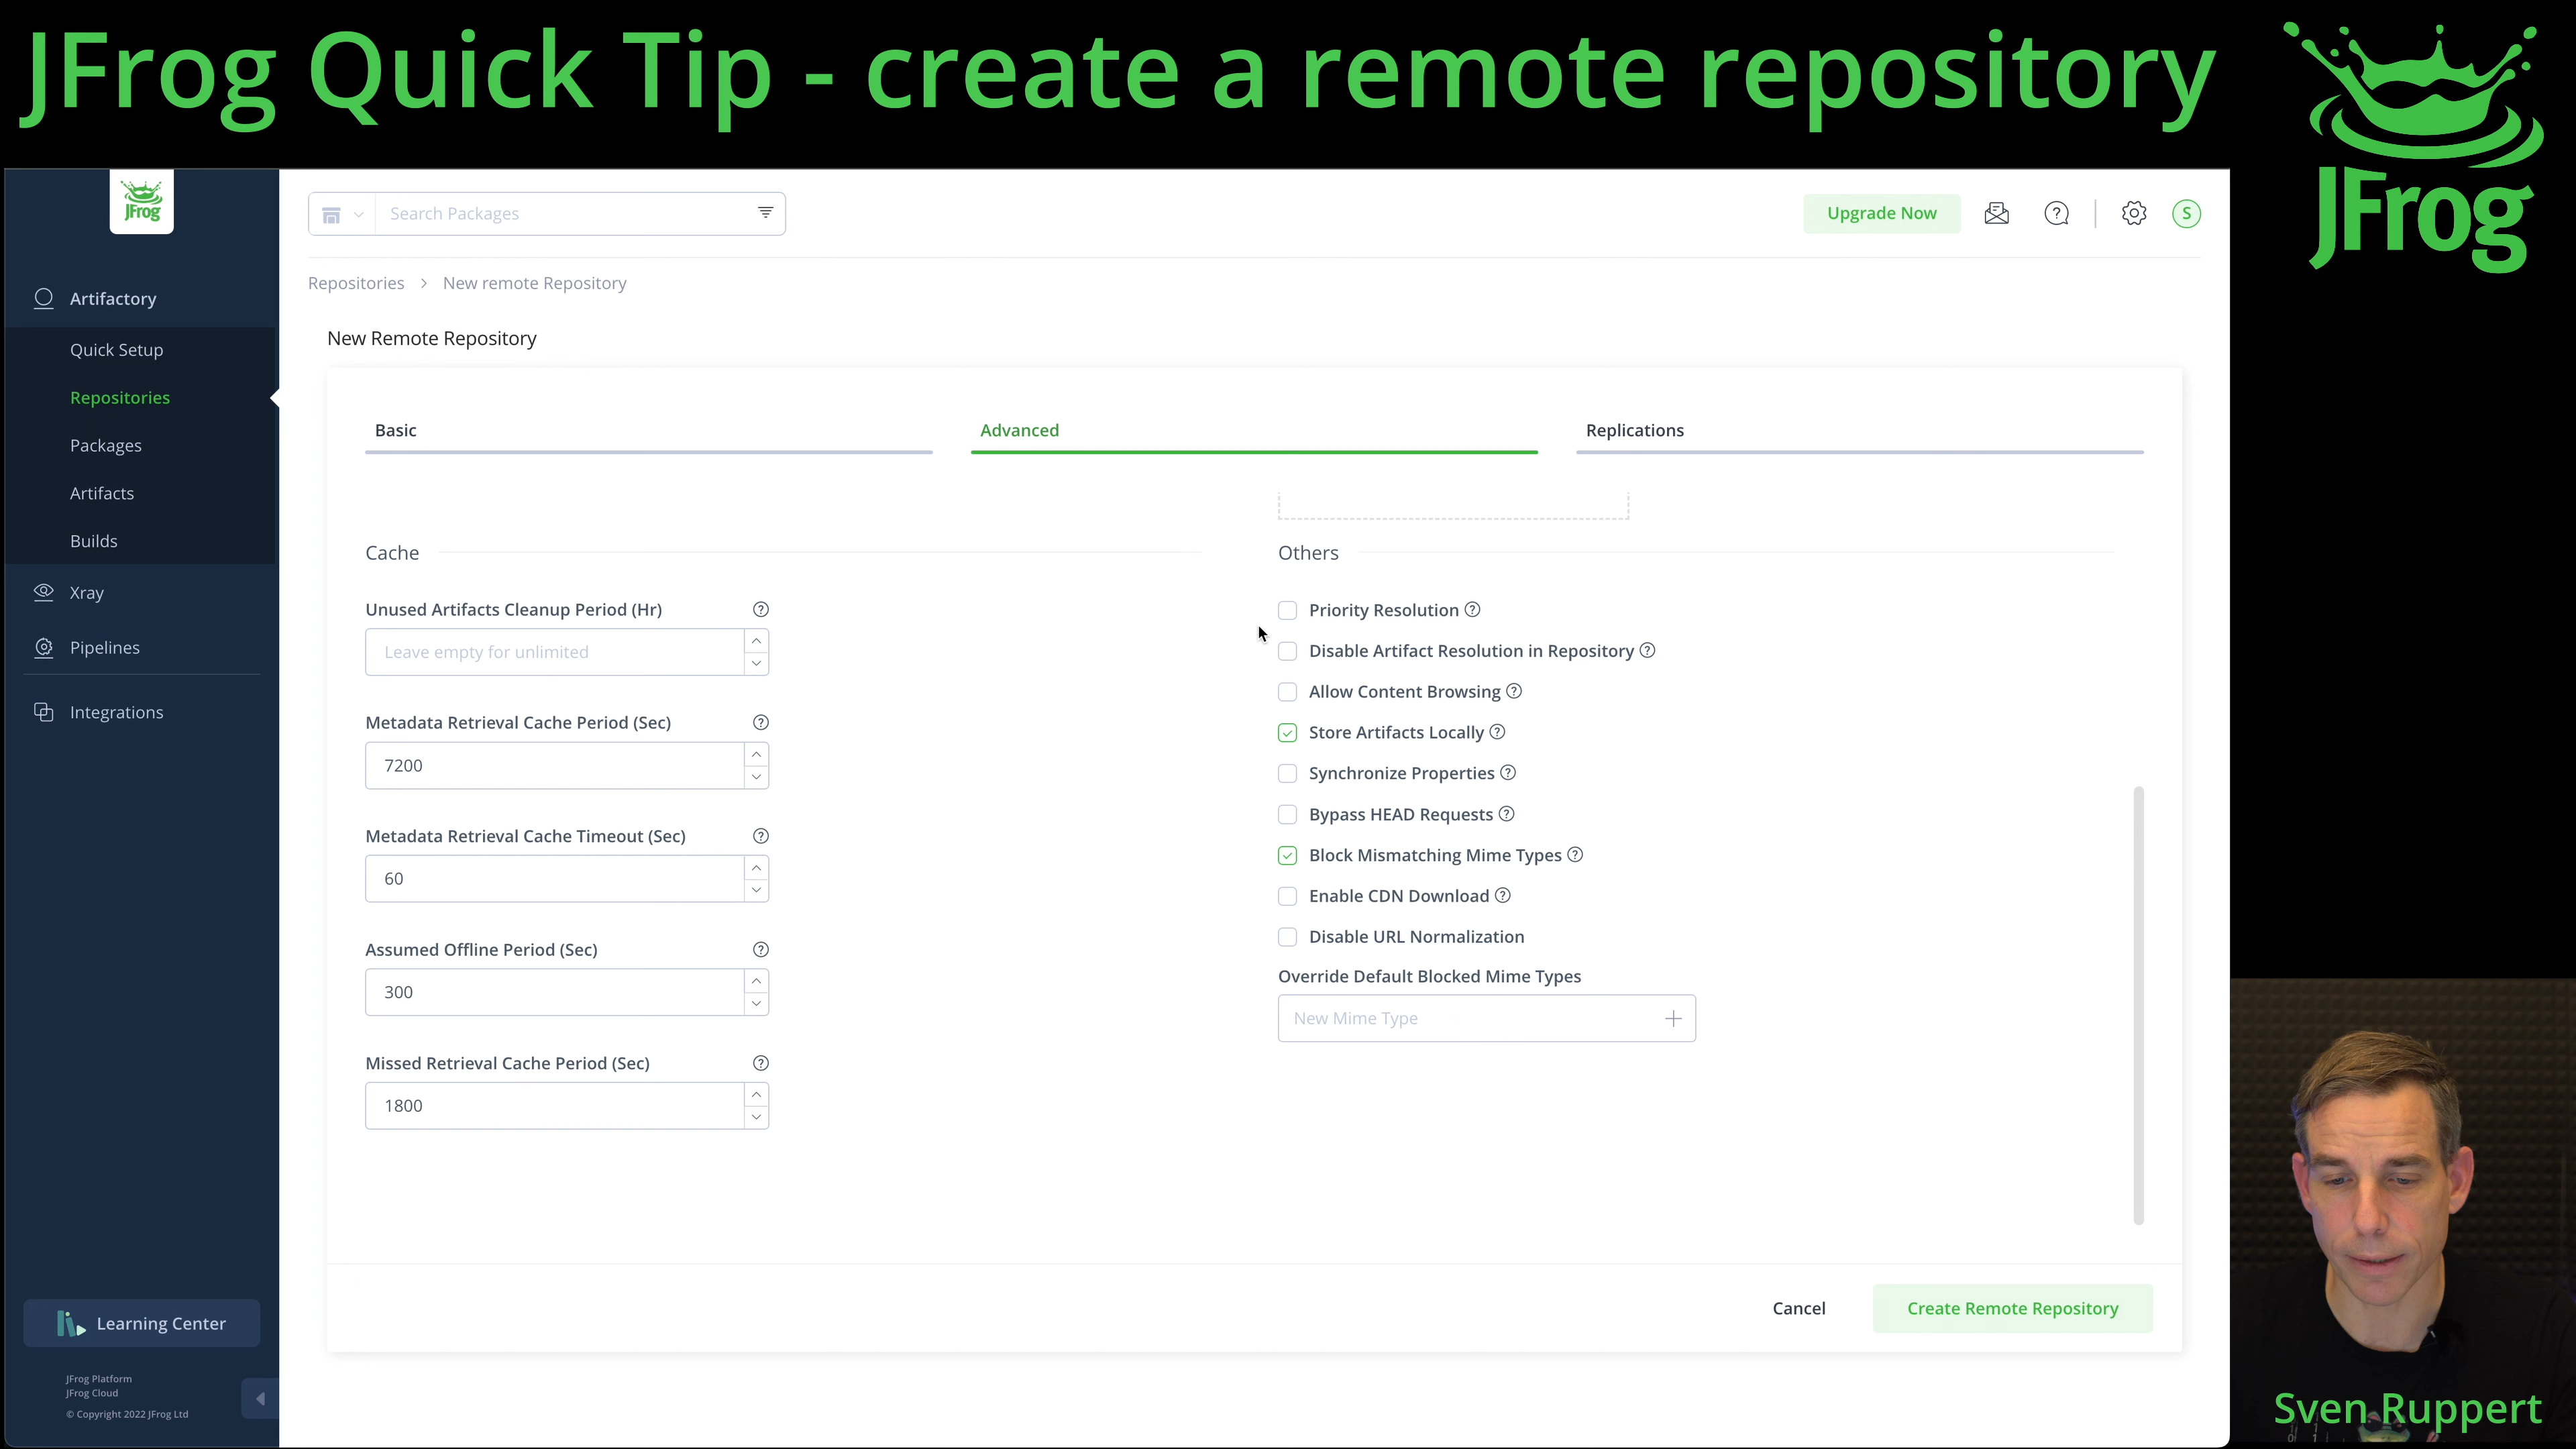 JFrog Quick Tip - create a remote repository
JFrog
JFrog
Search Packages
Upgrade Now
S
Artifactory
Quick Setup
Repositories
Packages
Artifacts
Builds
Xray
Pipelines
Integrations
Learning Center
JFrog Platform
JFrog Cloud
© Copyright 2022 JFrog Ltd
Repositories > New remote Repository
New Remote Repository
Basic
Advanced
Replications
Cache
Unused Artifacts Cleanup Period (Hr)
Leave empty for unlimited
Metadata Retrieval Cache Period (Sec)
7200
Metadata Retrieval Cache Timeout (Sec)
60
Assumed Offline Period (Sec)
300
Missed Retrieval Cache Period (Sec)
1800
Others
Priority Resolution
Disable Artifact Resolution in Repository
Allow Content Browsing
Store Artifacts Locally
Synchronize Properties
Bypass HEAD Requests
Block Mismatching Mime Types
Enable CDN Download
Disable URL Normalization
Override Default Blocked Mime Types
New Mime Type
Cancel
Create Remote Repository
Sven Ruppert